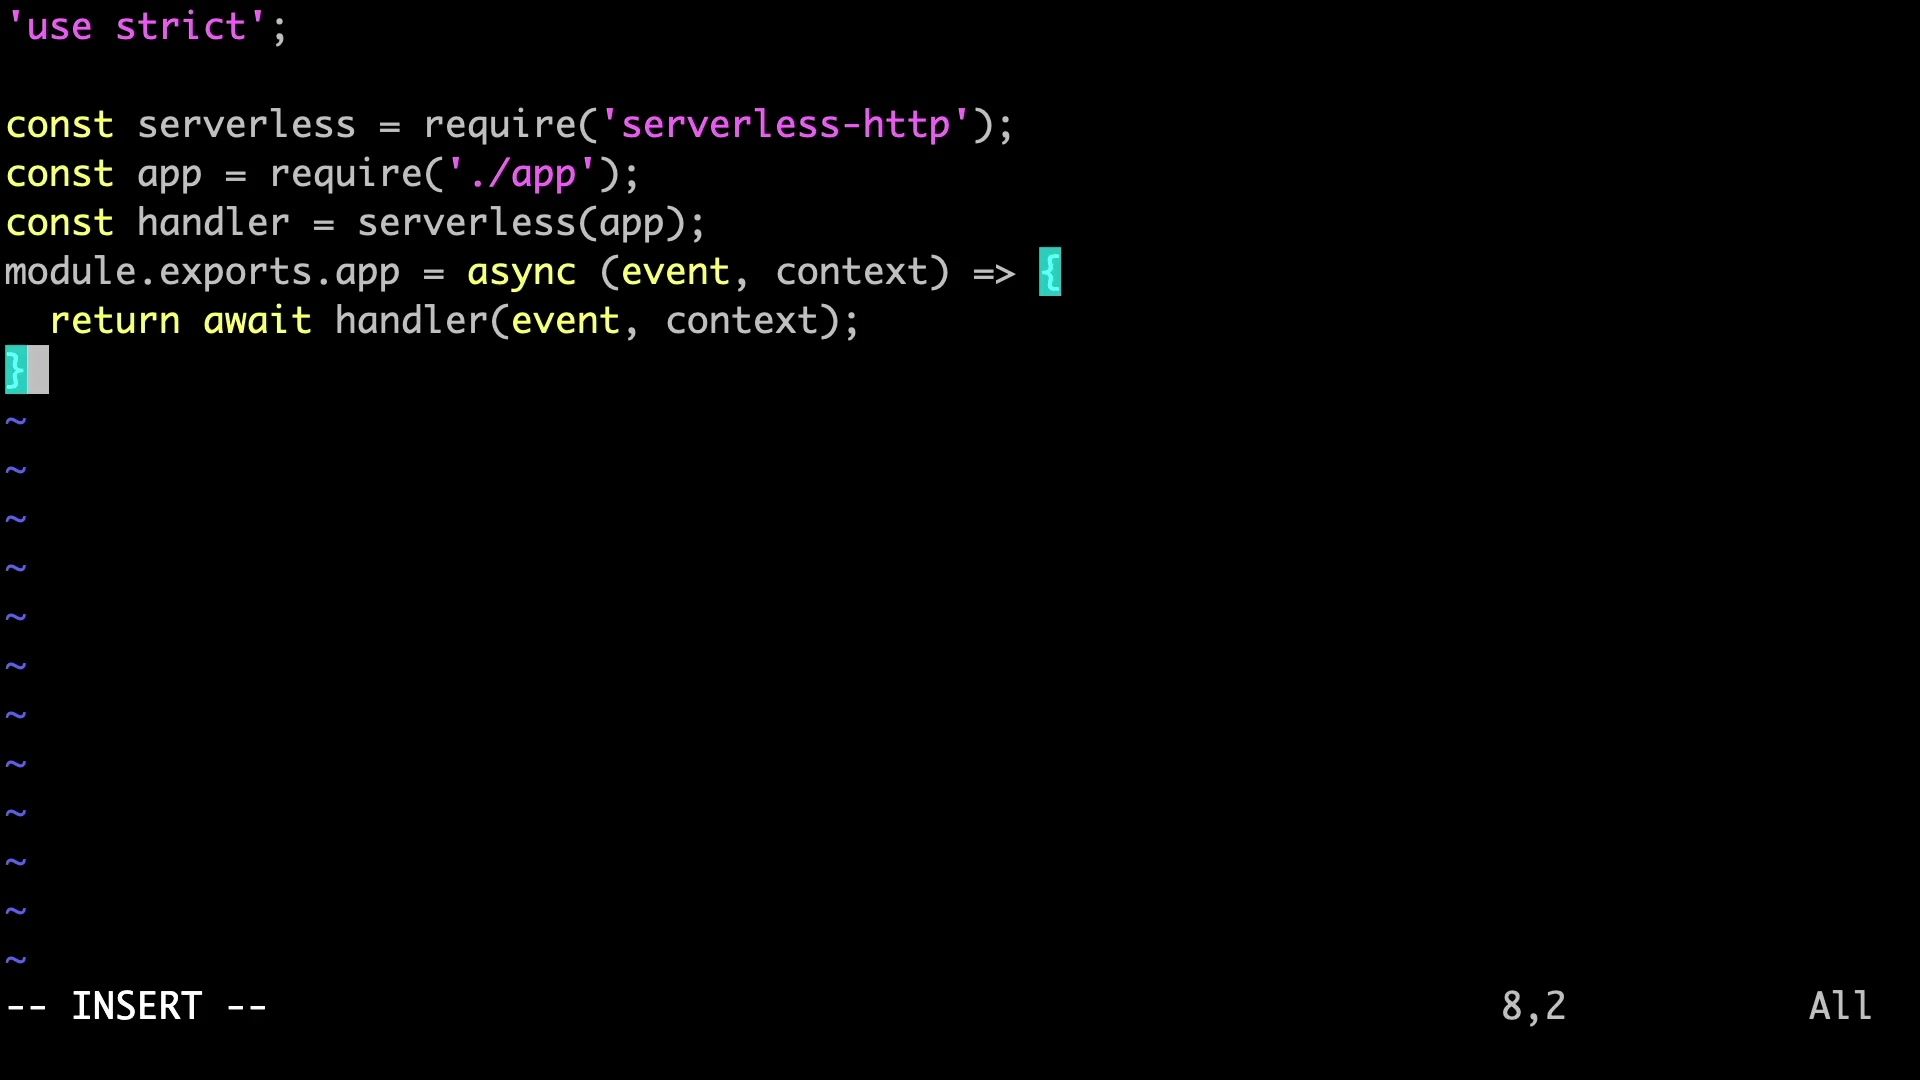 'use strict';

const serverless = require('serverless-http');
const app = require('./app');
const handler = serverless(app);
module.exports.app = async (event, context) => {
  return await handler(event, context);
}
~
~
~
~
~
~
~
~
~
~
~
~
-- INSERT -- 8,2 All